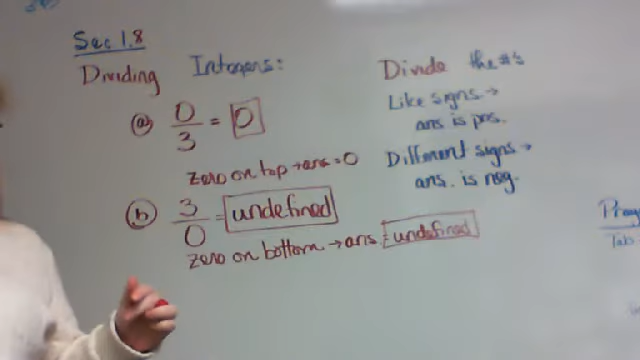 Sec 1.8
Dividing Integers:
(a) 0/3 = 0
zero on top → ans = 0
(b) 3/0 = undefined
zero on bottom → ans. = undefined
Divide the #s
Like signs →
ans is pos.
Different signs →
ans. is neg.
Tab